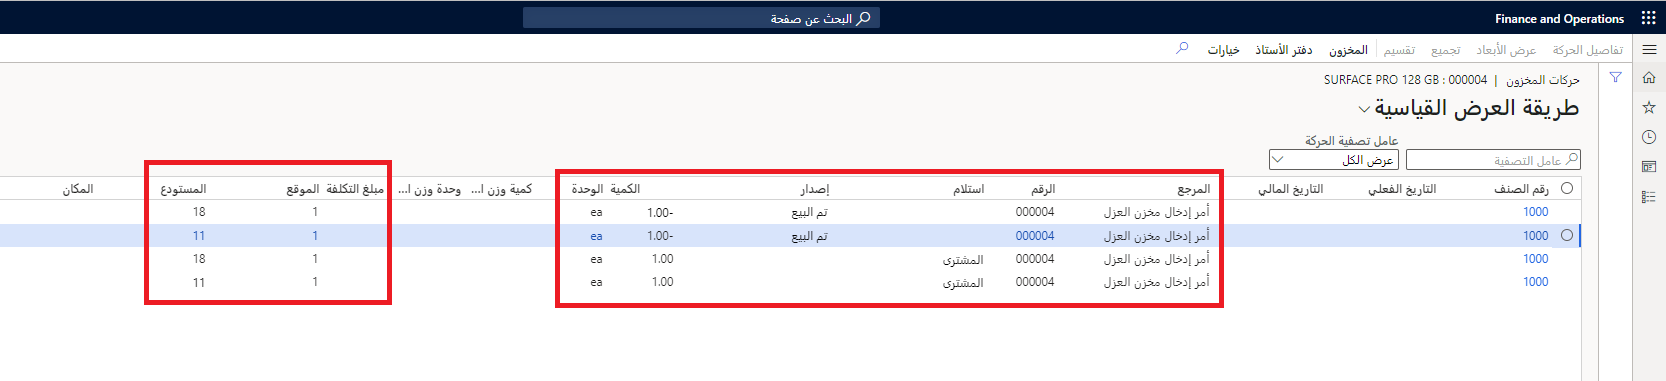 Finance and Operations
البحث عن صفحة
تفاصيل الحركة عرض الأبعاد تجميع تقسيم المخزون دفتر الأستاذ خيارات
حركات المخزون | SURFACE PRO 128 GB : 000004
طريقة العرض القياسية
عامل تصفية الحركة
عامل التصفية عرض الكل
رقم الصنف التاريخ الفعلي التاريخ المالي المرجع الرقم استلام إصدار الكمية الوحدة كمية وزن ا... وحدة وزن ا... مبلغ التكلفة الموقع المستودع المكان
1000 أمر إدخال مخزن العزل 000004 تم البيع -1.00 ea 1 18
1000 أمر إدخال مخزن العزل 000004 تم البيع -1.00 ea 1 11
1000 أمر إدخال مخزن العزل 000004 المشترى 1.00 ea 1 18
1000 أمر إدخال مخزن العزل 000004 المشترى 1.00 ea 1 11